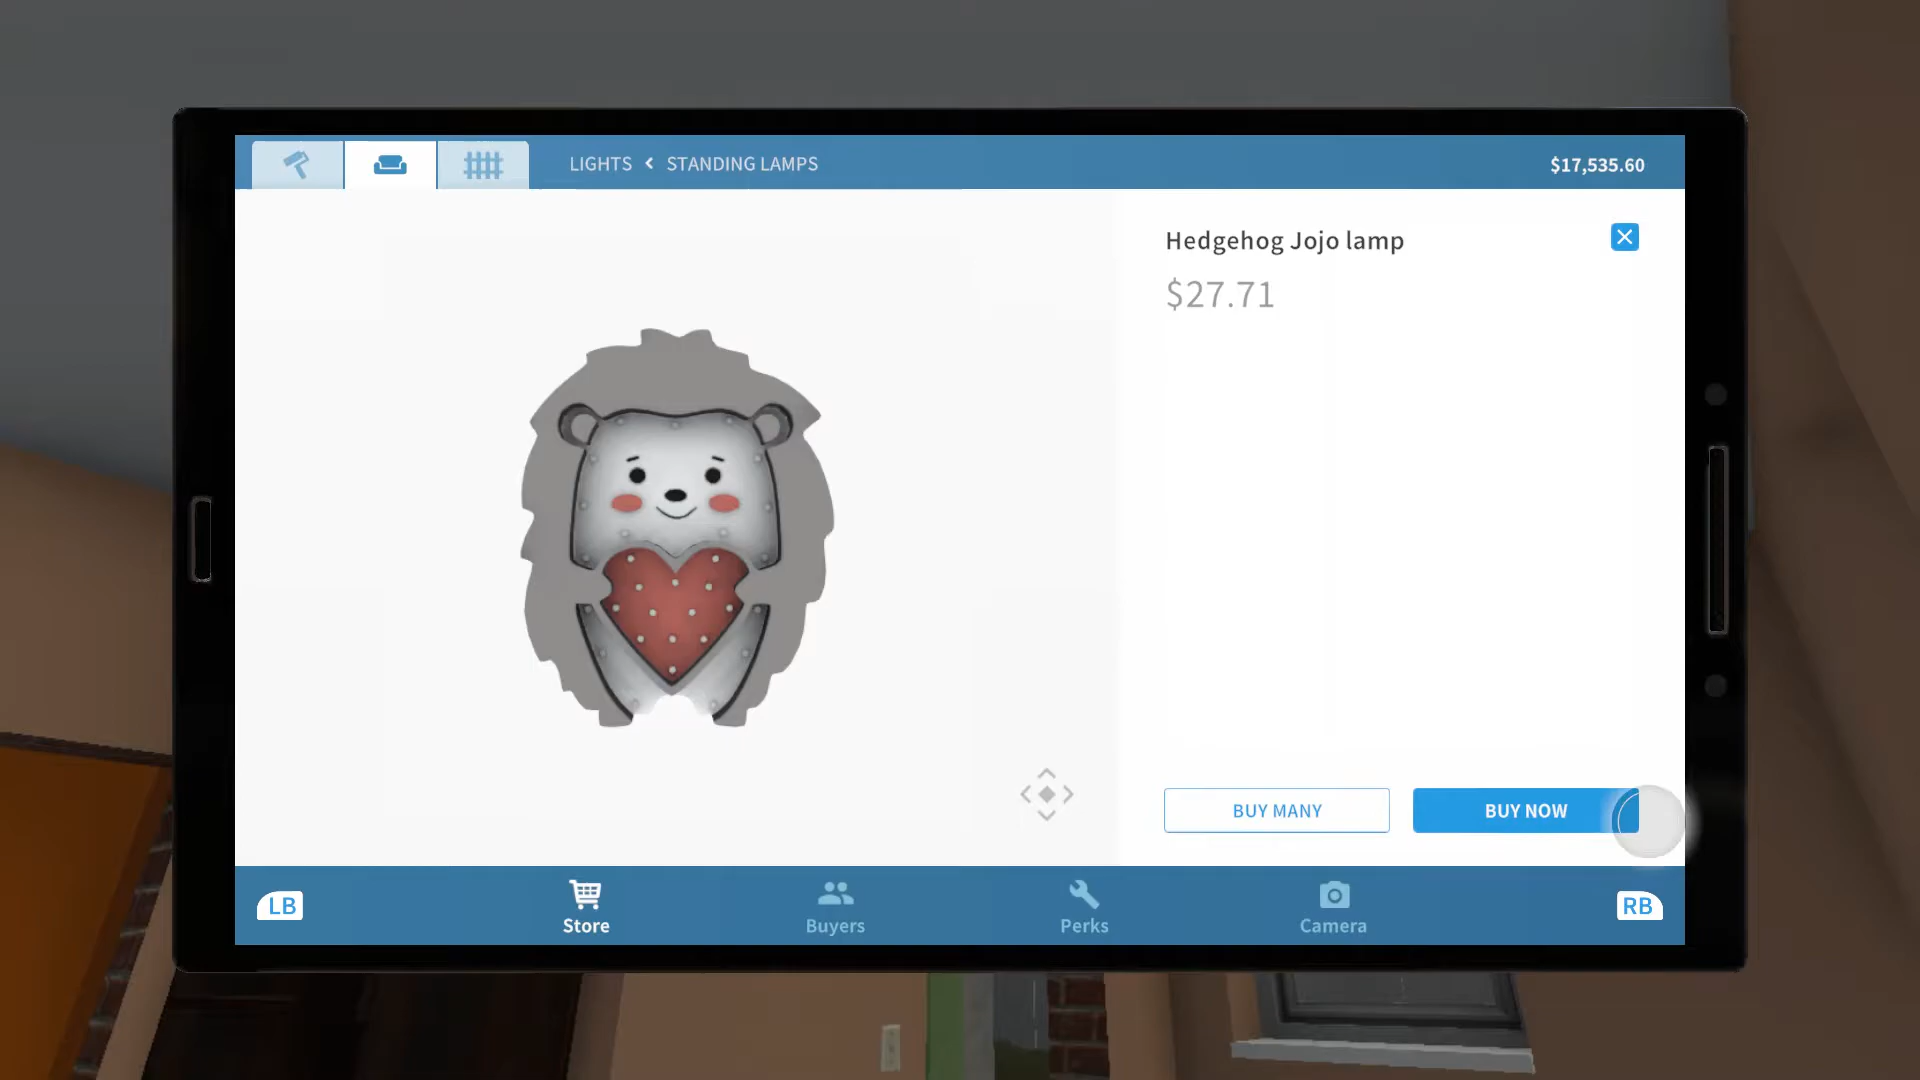 LIGHTS < STANDING LAMPS
$17,535.60
Hedgehog Jojo lamp
$27.71
BUY MANY
BUY NOW
LB
Store
Buyers
Perks
Camera
RB